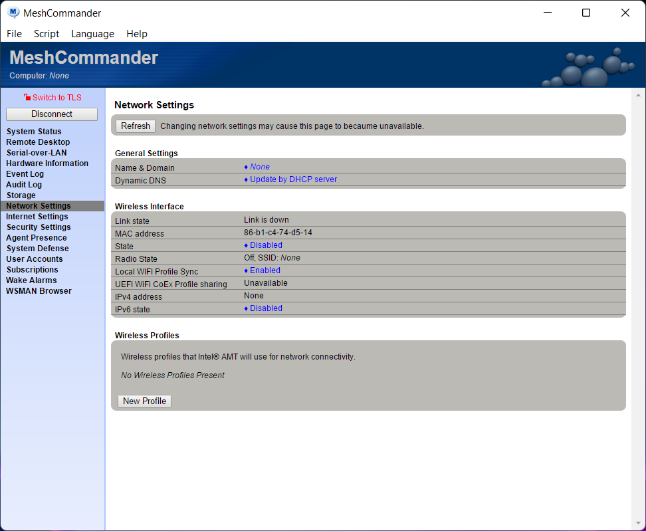 MeshCommander
File Script Language Help
MeshCommander
Computer: None
Switch to TLS
Disconnect
System Status
Remote Desktop
Serial-over-LAN
Hardware Information
Event Log
Audit Log
Storage
Network Settings
Internet Settings
Security Settings
Agent Presence
System Defense
User Accounts
Subscriptions
Wake Alarms
WSMAN Browser
Network Settings
Refresh Changing network settings may cause this page to becaume unavailable.
General Settings
Name & Domain ♦ None
Dynamic DNS ♦ Update by DHCP server
Wireless Interface
Link state Link is down
MAC address 86-b1-c4-74-d5-14
State ♦ Disabled
Radio State Off, SSID: None
Local WIFI Profile Sync ♦ Enabled
UEFI WiFi CoEx Profile sharing Unavailable
IPv4 address None
IPv6 state ♦ Disabled
Wireless Profiles
Wireless profiles that Intel® AMT will use for network connectivity.
No Wireless Profiles Present
New Profile